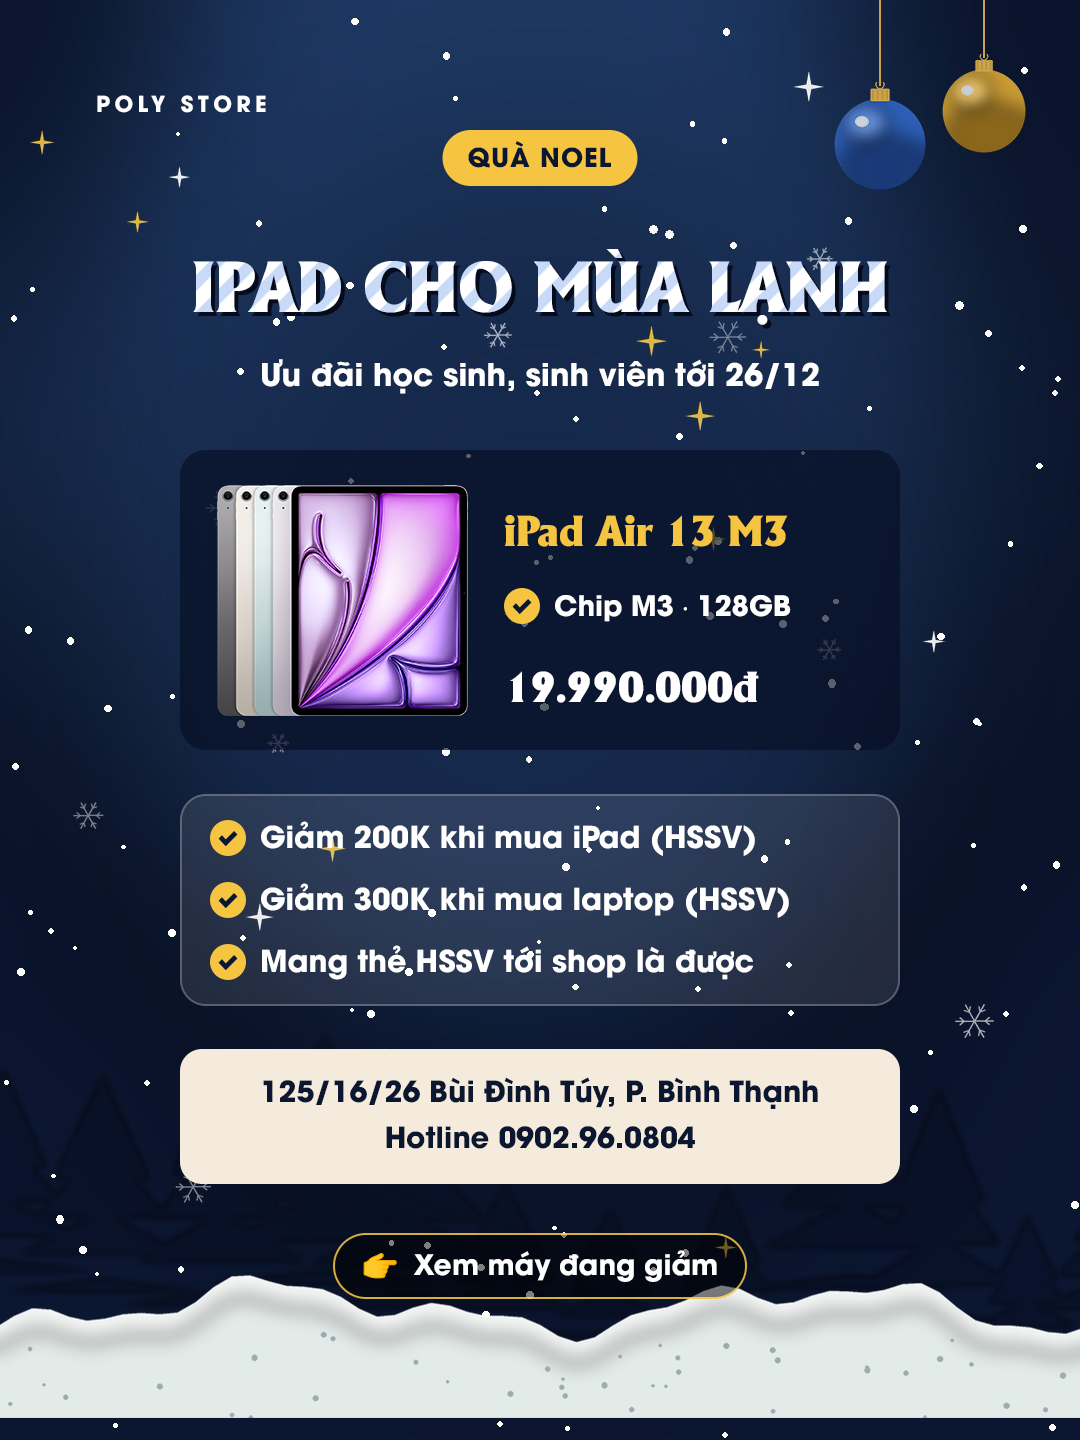 POLY STORE
QUÀ NOEL
IPAD CHO MÙA LẠNH
Ưu đãi học sinh, sinh viên tới 26/12
iPad Air 13 M3
Chip M3 · 128GB
19.990.000đ
Giảm 200K khi mua iPad (HSSV)
Giảm 300K khi mua laptop (HSSV)
Mang thẻ HSSV tới shop là được
125/16/26 Bùi Đình Túy, P. Bình Thạnh
Hotline 0902.96.0804
👉 Xem máy đang giảm